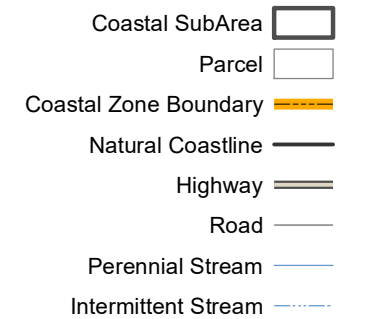 Coastal SubArea
Parcel
Coastal Zone Boundary
Natural Coastline
Highway
Road
Perennial Stream
Intermittent Stream